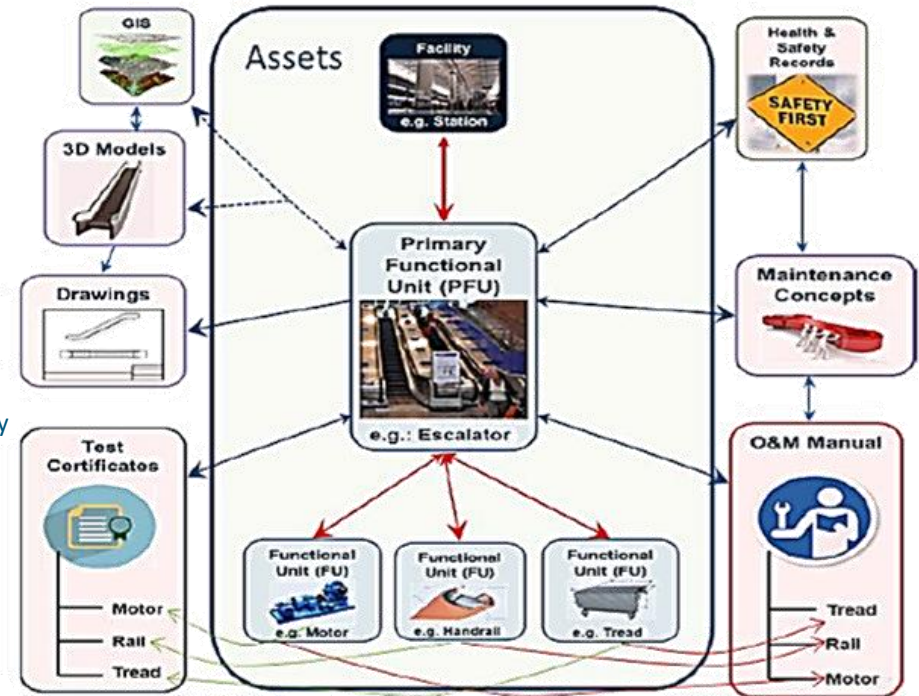 GIS
Assets
Facility
e.g. Station
Health &
Safety
Records
SAFETY
FIRST
3D Models
Primary
Functional
Unit (PFU)
e.g.: Escalator
Drawings
Maintenance
Concepts
y
Test
Certificates
Motor
Rail
Tread
O&M Manual
Tread
Rail
Motor
Functional
Unit (FU)
e.g: Motor
Functional
Unit (FU)
e.g. Handrail
Functional
Unit (FU)
e.g. Tread